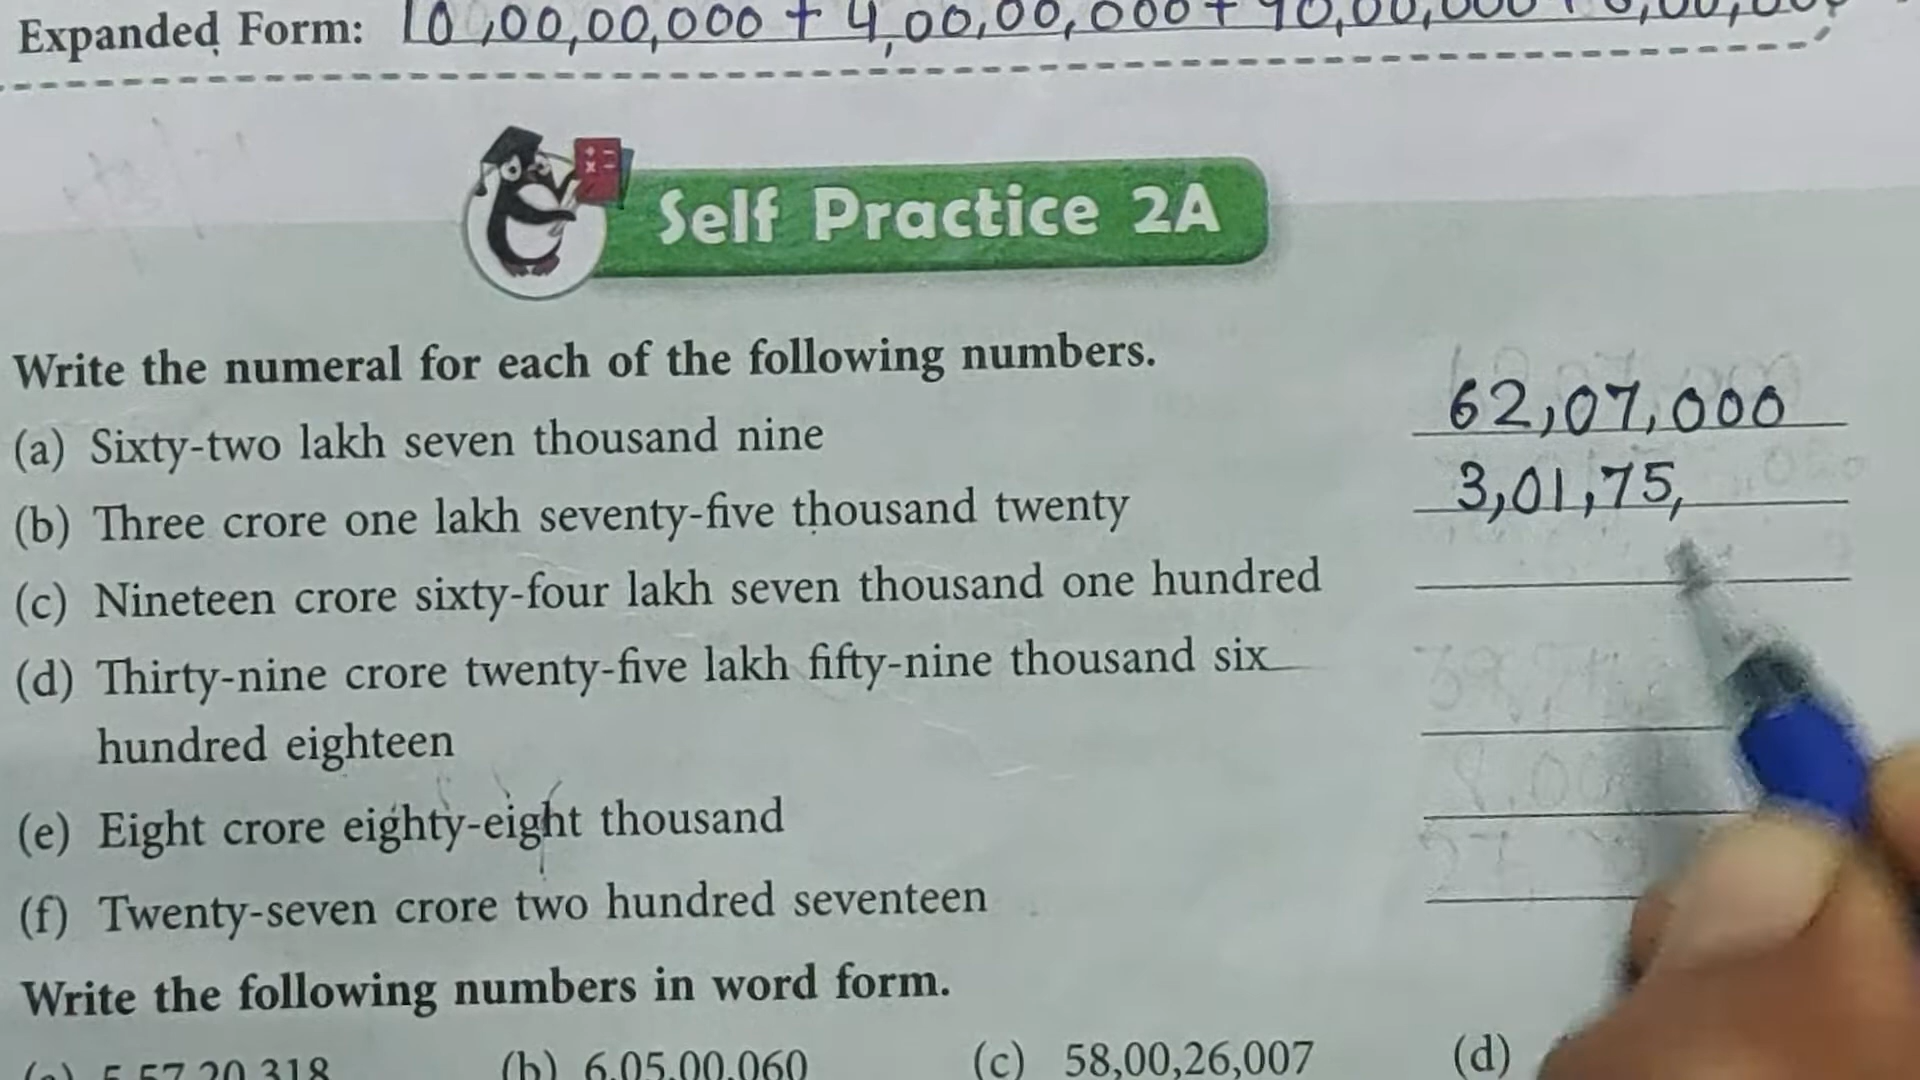 Expanded Form: 10,00,00,000 + 4,00,00,000 +
Self Practice 2A
Write the numeral for each of the following numbers.
(a) Sixty-two lakh seven thousand nine 62,07,000
(b) Three crore one lakh seventy-five thousand twenty 3,01,75,
(c) Nineteen crore sixty-four lakh seven thousand one hundred
(d) Thirty-nine crore twenty-five lakh fifty-nine thousand six
hundred eighteen
(e) Eight crore eighty-eight thousand
(f) Twenty-seven crore two hundred seventeen
Write the following numbers in word form.
(a) 5,57,20,318 (b) 6,05,00,060 (c) 58,00,26,007 (d)